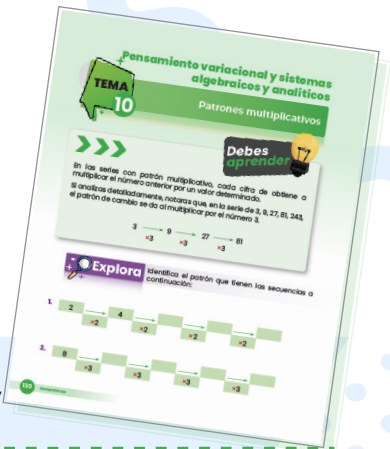 Pensamiento variacional y sistemas
algebraicos y analíticos
TEMA
10
Patrones multiplicativos
Debes
aprender
En las series con patrón multiplicativo, cada cifra de obtiene a
multiplicar el número anterior por un valor determinado.
Si analizas detalladamente, notaras que, en la serie de 3, 9, 27, 81, 243,
el patrón de cambio se da al multiplicar por el número 3.
3 9 27 81
×3 ×3 ×3
Explora
Identifica el patrón que tienen las secuencias a
continuación:
1.
2 4
×2 ×2 ×2 ×2
2.
8
×3 ×3 ×3 ×3